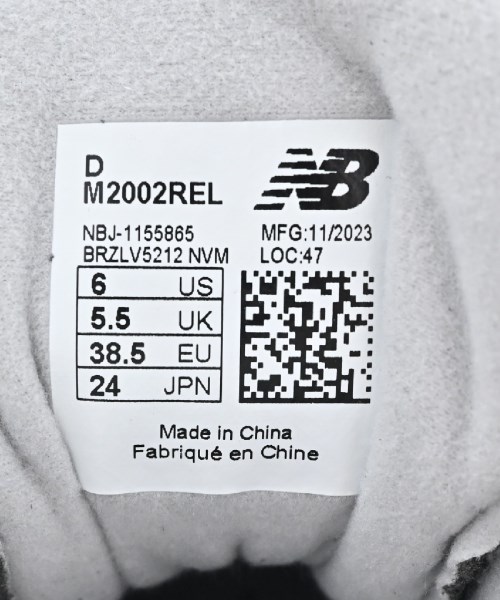 D
M2002REL
NB
NBJ-1155865
MFG:11/2023
BRZLV5212 NVM
LOC:47
6 US
5.5 UK
38.5 EU
24 JPN
Made in China
Fabriqué en Chine